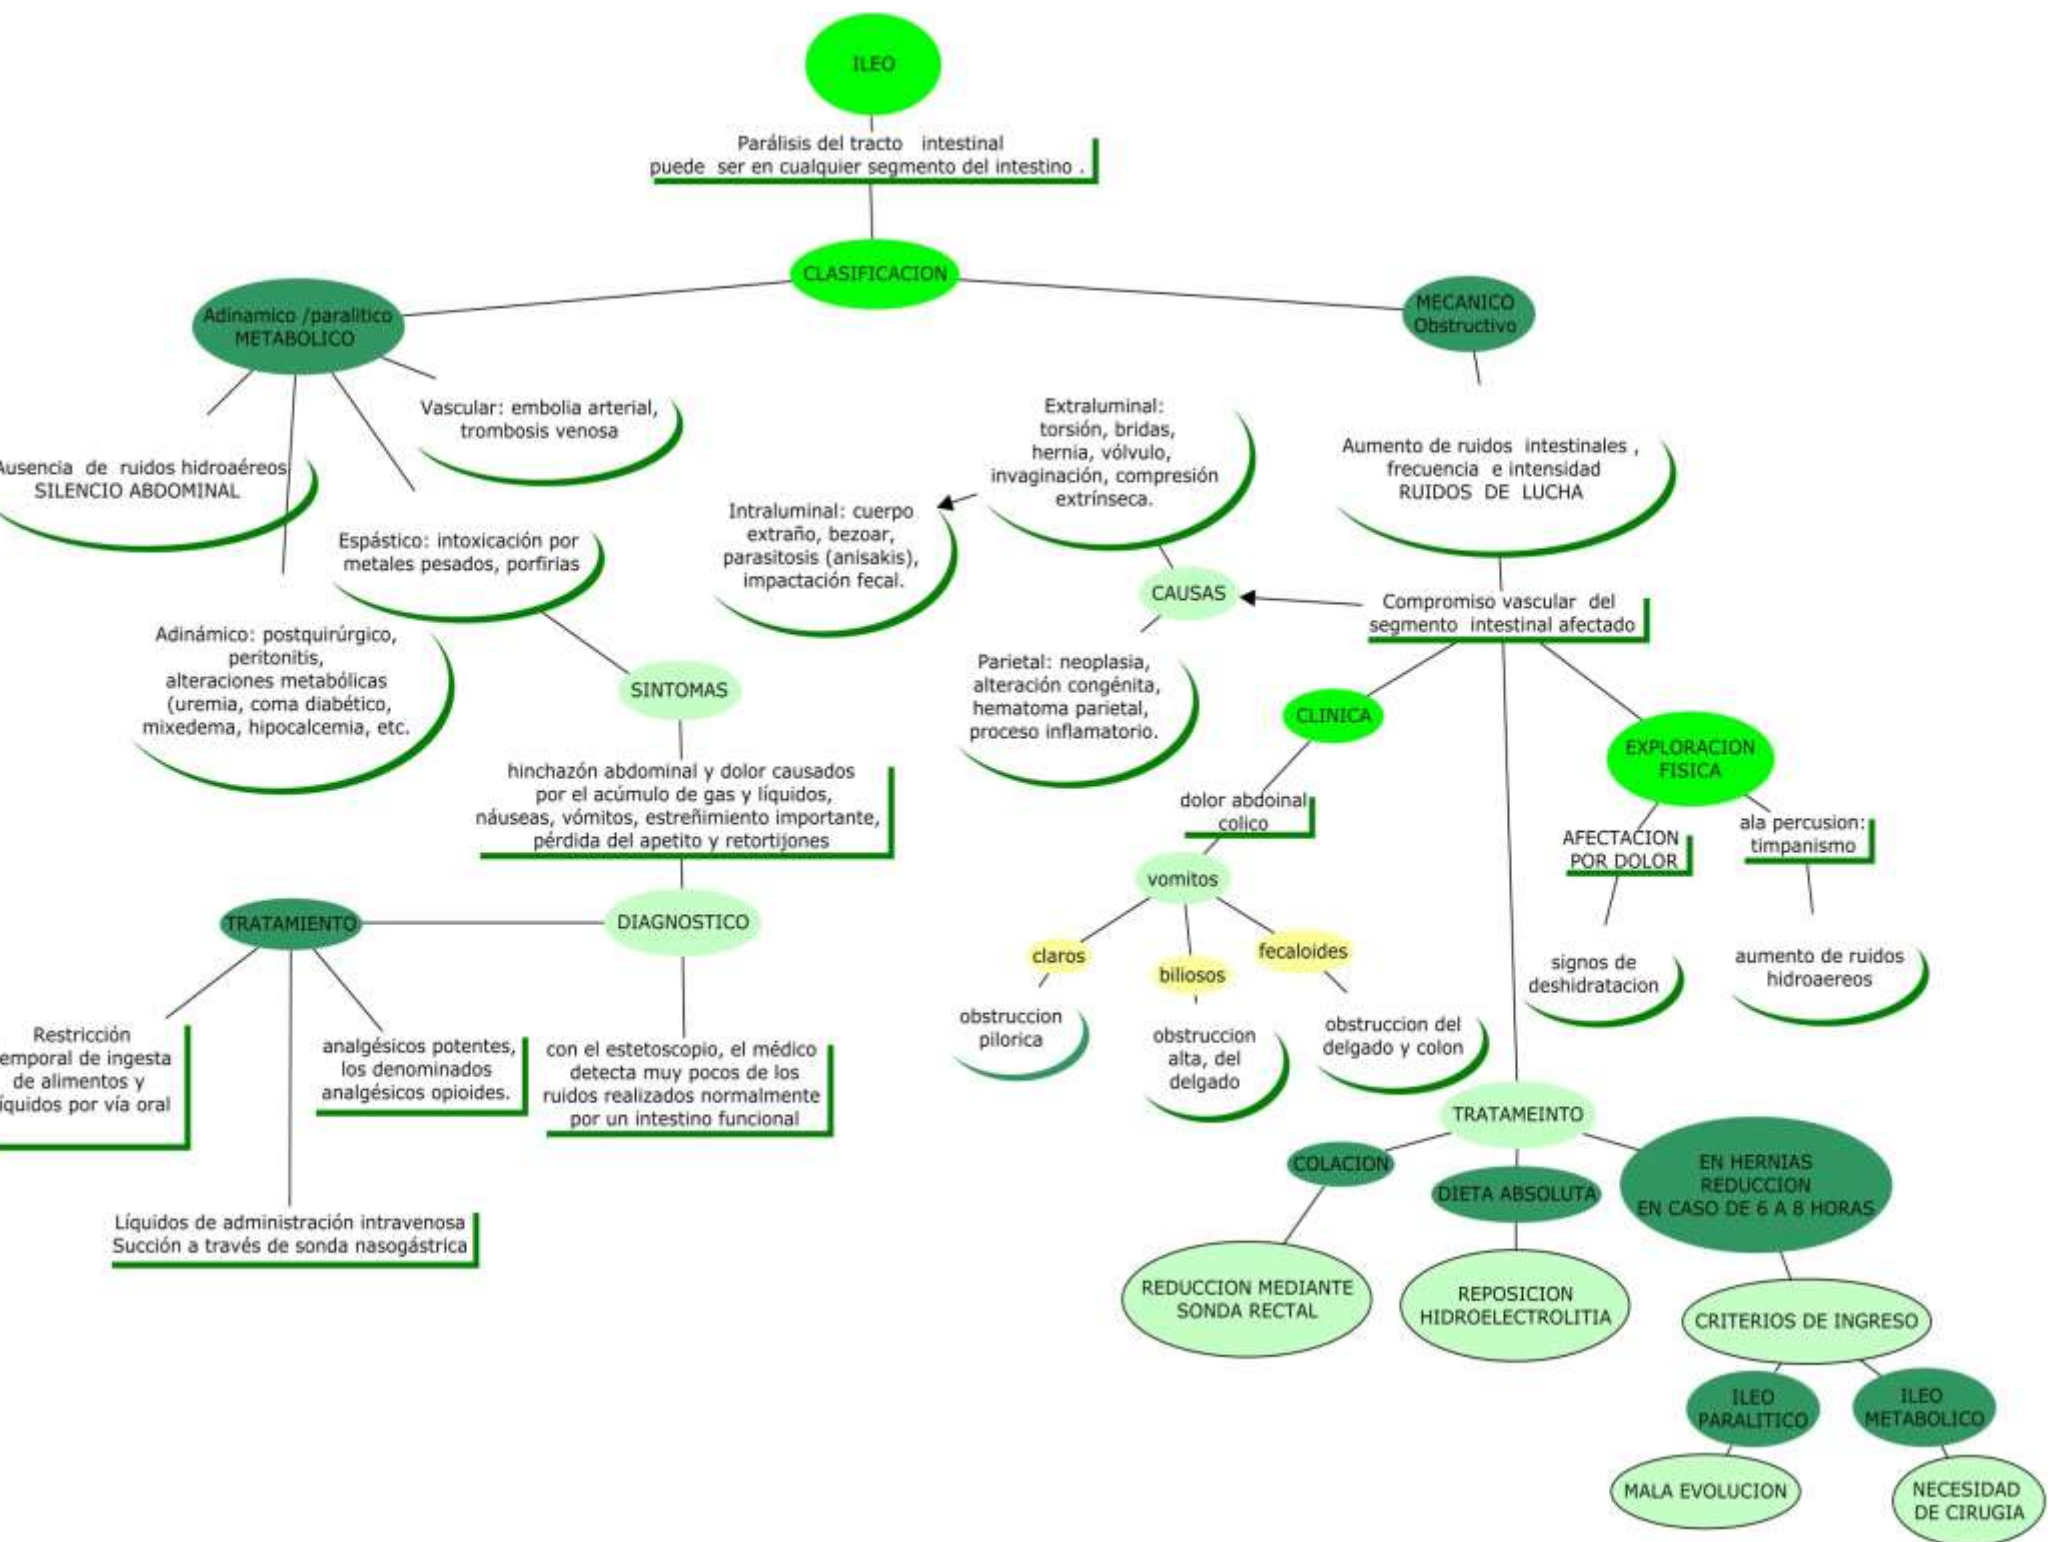 ILEO
Parálisis del tracto intestinal
puede ser en cualquier segmento del intestino .
CLASIFICACION
Adinamico /paralitico
METABOLICO
Vascular: embolia arterial,
trombosis venosa
Ausencia de ruidos hidroaéreos
SILENCIO ABDOMINAL
Espástico: intoxicación por
metales pesados, porfirias
Adinámico: postquirúrgico,
peritonitis,
alteraciones metabólicas
(uremia, coma diabético,
mixedema, hipocalcemia, etc.
SINTOMAS
hinchazón abdominal y dolor causados
por el acúmulo de gas y líquidos,
náuseas, vómitos, estreñimiento importante,
pérdida del apetito y retortijones
DIAGNOSTICO
con el estetoscopio, el médico
detecta muy pocos de los
ruidos realizados normalmente
por un intestino funcional
TRATAMIENTO
Restricción
emporal de ingesta
de alimentos y
íquidos por vía oral
analgésicos potentes,
los denominados
analgésicos opioides.
Líquidos de administración intravenosa
Succión a través de sonda nasogástrica
MECANICO
Obstructivo
Aumento de ruidos intestinales ,
frecuencia e intensidad
RUIDOS DE LUCHA
Compromiso vascular del
segmento intestinal afectado
CAUSAS
Extraluminal:
torsión, bridas,
hernia, vólvulo,
invaginación, compresión
extrínseca.
Intraluminal: cuerpo
extraño, bezoar,
parasitosis (anisakis),
impactación fecal.
Parietal: neoplasia,
alteración congénita,
hematoma parietal,
proceso inflamatorio.
CLINICA
dolor abdoinal
colico
vomitos
claros
obstruccion
pilorica
biliosos
obstruccion
alta, del
delgado
fecaloides
obstruccion del
delgado y colon
EXPLORACION
FISICA
AFECTACION
POR DOLOR
signos de
deshidratacion
ala percusion:
timpanismo
aumento de ruidos
hidroaereos
TRATAMEINTO
COLACION
REDUCCION MEDIANTE
SONDA RECTAL
DIETA ABSOLUTA
REPOSICION
HIDROELECTROLITIA
EN HERNIAS
REDUCCION
EN CASO DE 6 A 8 HORAS
CRITERIOS DE INGRESO
ILEO
PARALITICO
MALA EVOLUCION
ILEO
METABOLICO
NECESIDAD
DE CIRUGIA